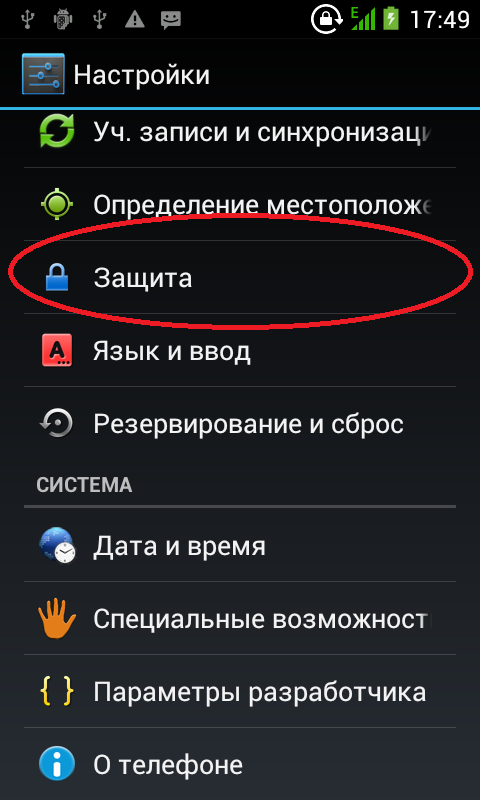 E 17:49
Настройки
Уч. записи и синхронизаци
Определение местоположе
Защита
A Язык и ввод
Резервирование и сброс
СИСТЕМА
Дата и время
Специальные возможност
{ } Параметры разработчика
О телефоне